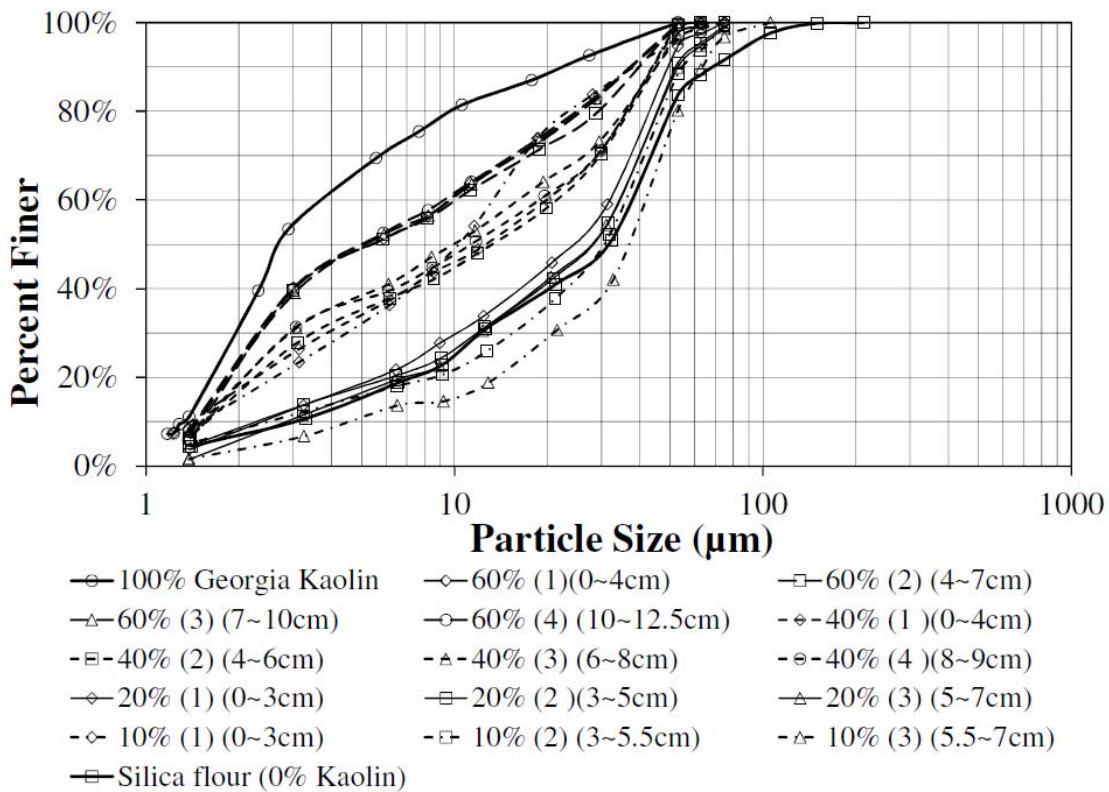 100%
80%
60%
40%
20%
0%
Percent Finer
1 10 100 1000
Particle Size (µm)
100% Georgia Kaolin 60% (1)(0~4cm) 60% (2) (4~7cm)
60% (3) (7~10cm) 60% (4) (10~12.5cm) 40% (1 )(0~4cm)
40% (2) (4~6cm) 40% (3) (6~8cm) 40% (4 )(8~9cm)
20% (1) (0~3cm) 20% (2 )(3~5cm) 20% (3) (5~7cm)
10% (1) (0~3cm) 10% (2) (3~5.5cm) 10% (3) (5.5~7cm)
Silica flour (0% Kaolin)